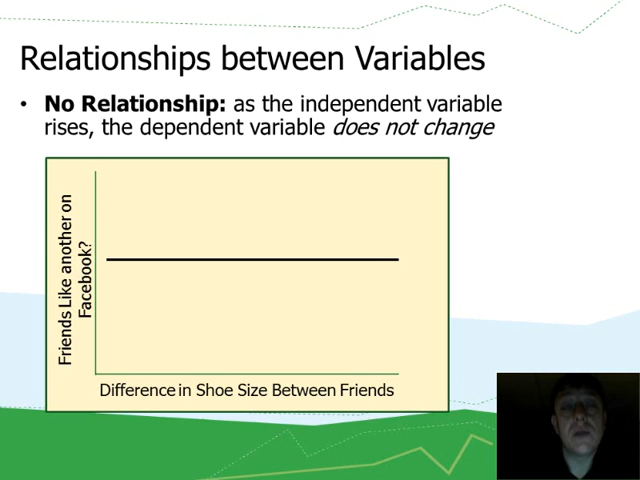 Relationships between Variables
• No Relationship: as the independent variable
rises, the dependent variable does not change
Friends Like another on
Facebook?
Difference in Shoe Size Between Friends